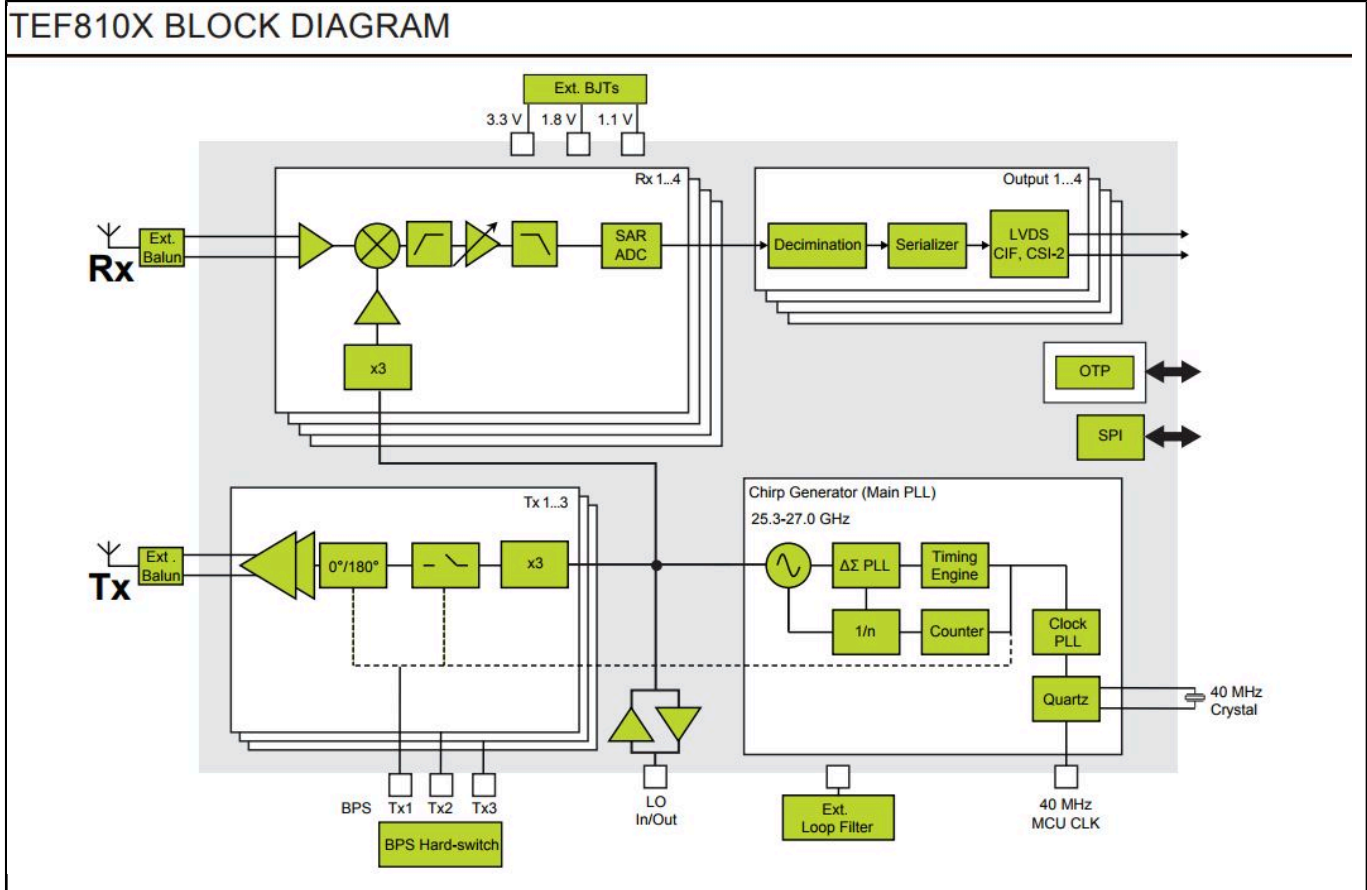 TEF810X BLOCK DIAGRAM
Ext. BJTs
3.3 V
1.8 V
1.1 V
Rx 1...4
Output 1...4
Ext.
Balun
Rx
SAR
ADC
Decimination
Serializer
LVDS
CIF, CSI-2
x3
OTP
SPI
Tx 1...3
Ext .
Balun
Tx
0°/180°
x3
Chirp Generator (Main PLL)
25.3-27.0 GHz
ΔΣ PLL
Timing
Engine
1/n
Counter
Clock
PLL
Quartz
40 MHz
Crystal
BPS
Tx1
Tx2
Tx3
BPS Hard-switch
LO
In/Out
Ext.
Loop Filter
40 MHz
MCU CLK